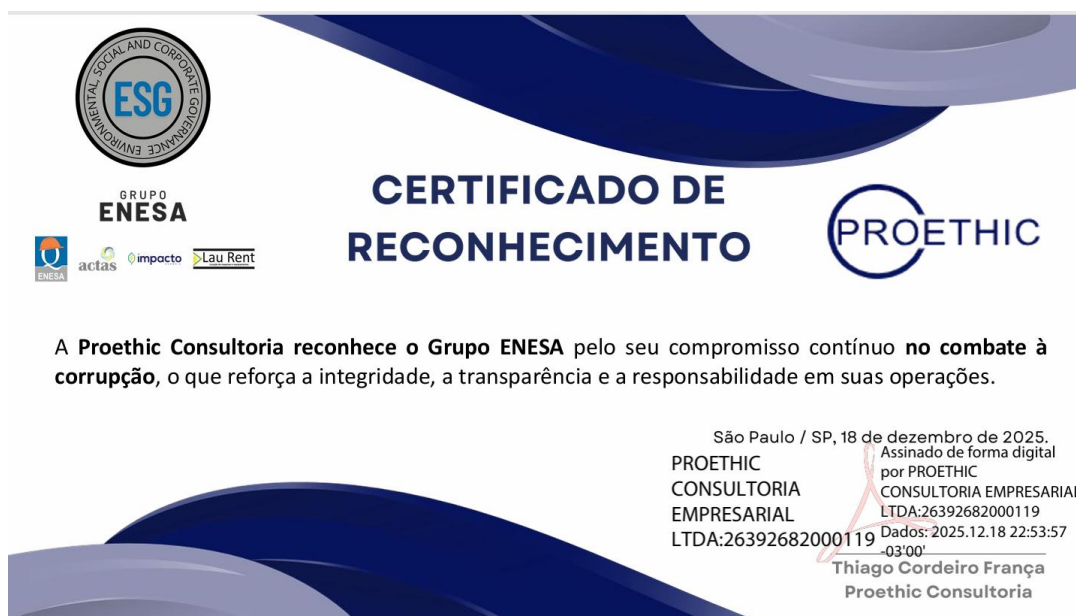 ENVIRONMENTAL, SOCIAL AND CORPORATE GOVERNANCE
ESG
GRUPO
ENESA
ENESA
actas
impacto
Lau Rent
CERTIFICADO DE
RECONHECIMENTO
PROETHIC
A Proethic Consultoria reconhece o Grupo ENESA pelo seu compromisso contínuo no combate à
corrupção, o que reforça a integridade, a transparência e a responsabilidade em suas operações.
São Paulo / SP, 18 de dezembro de 2025.
PROETHIC
CONSULTORIA
EMPRESARIAL
LTDA:26392682000119
Assinado de forma digital
por PROETHIC
CONSULTORIA EMPRESARIAL
LTDA:26392682000119
Dados: 2025.12.18 22:53:57
-03'00'
Thiago Cordeiro França
Proethic Consultoria